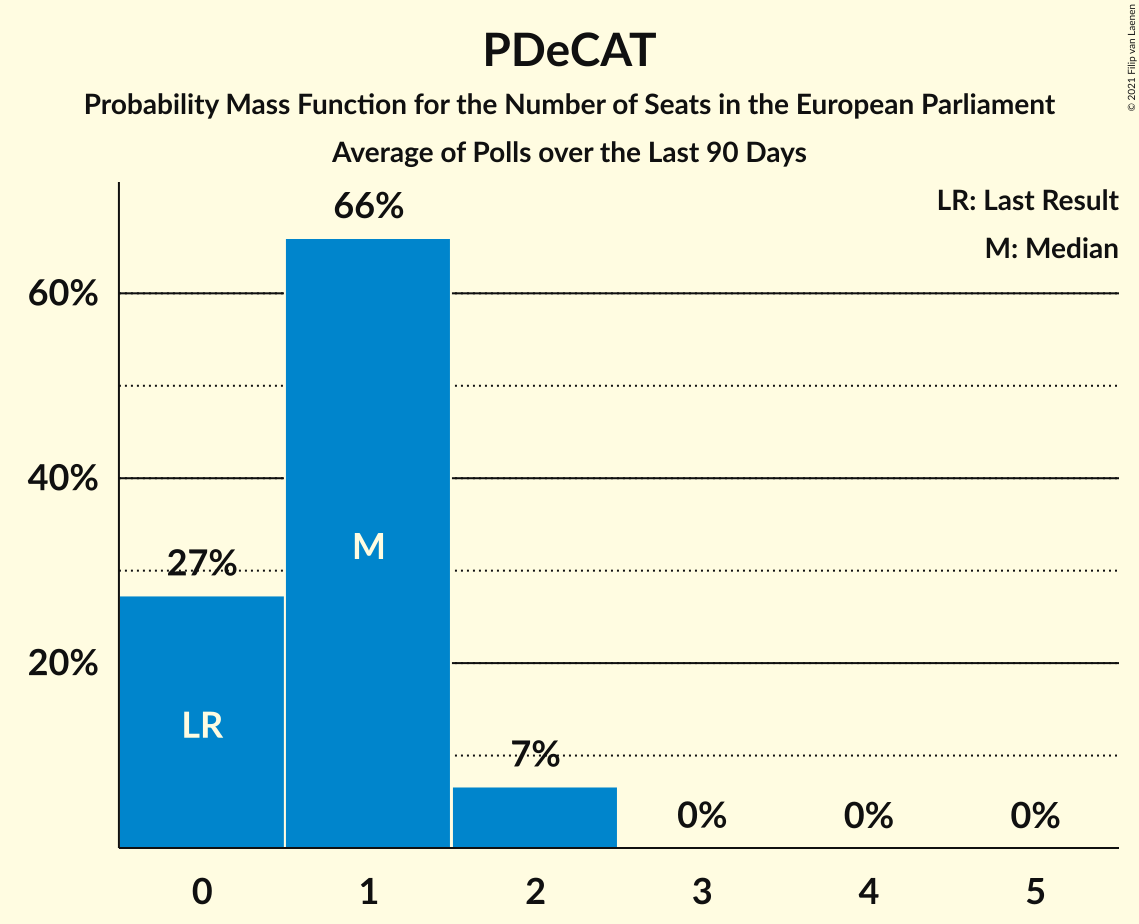 PDeCAT
Probability Mass Function for the Number of Seats in the European Parliament
Average of Polls over the Last 90 Days
© 2021 Filip van Laenen
LR: Last Result
M: Median
66%
60%
40%
27%
M
20%
LR
7%
0%
0%
0%
0 1 2 3 4 5